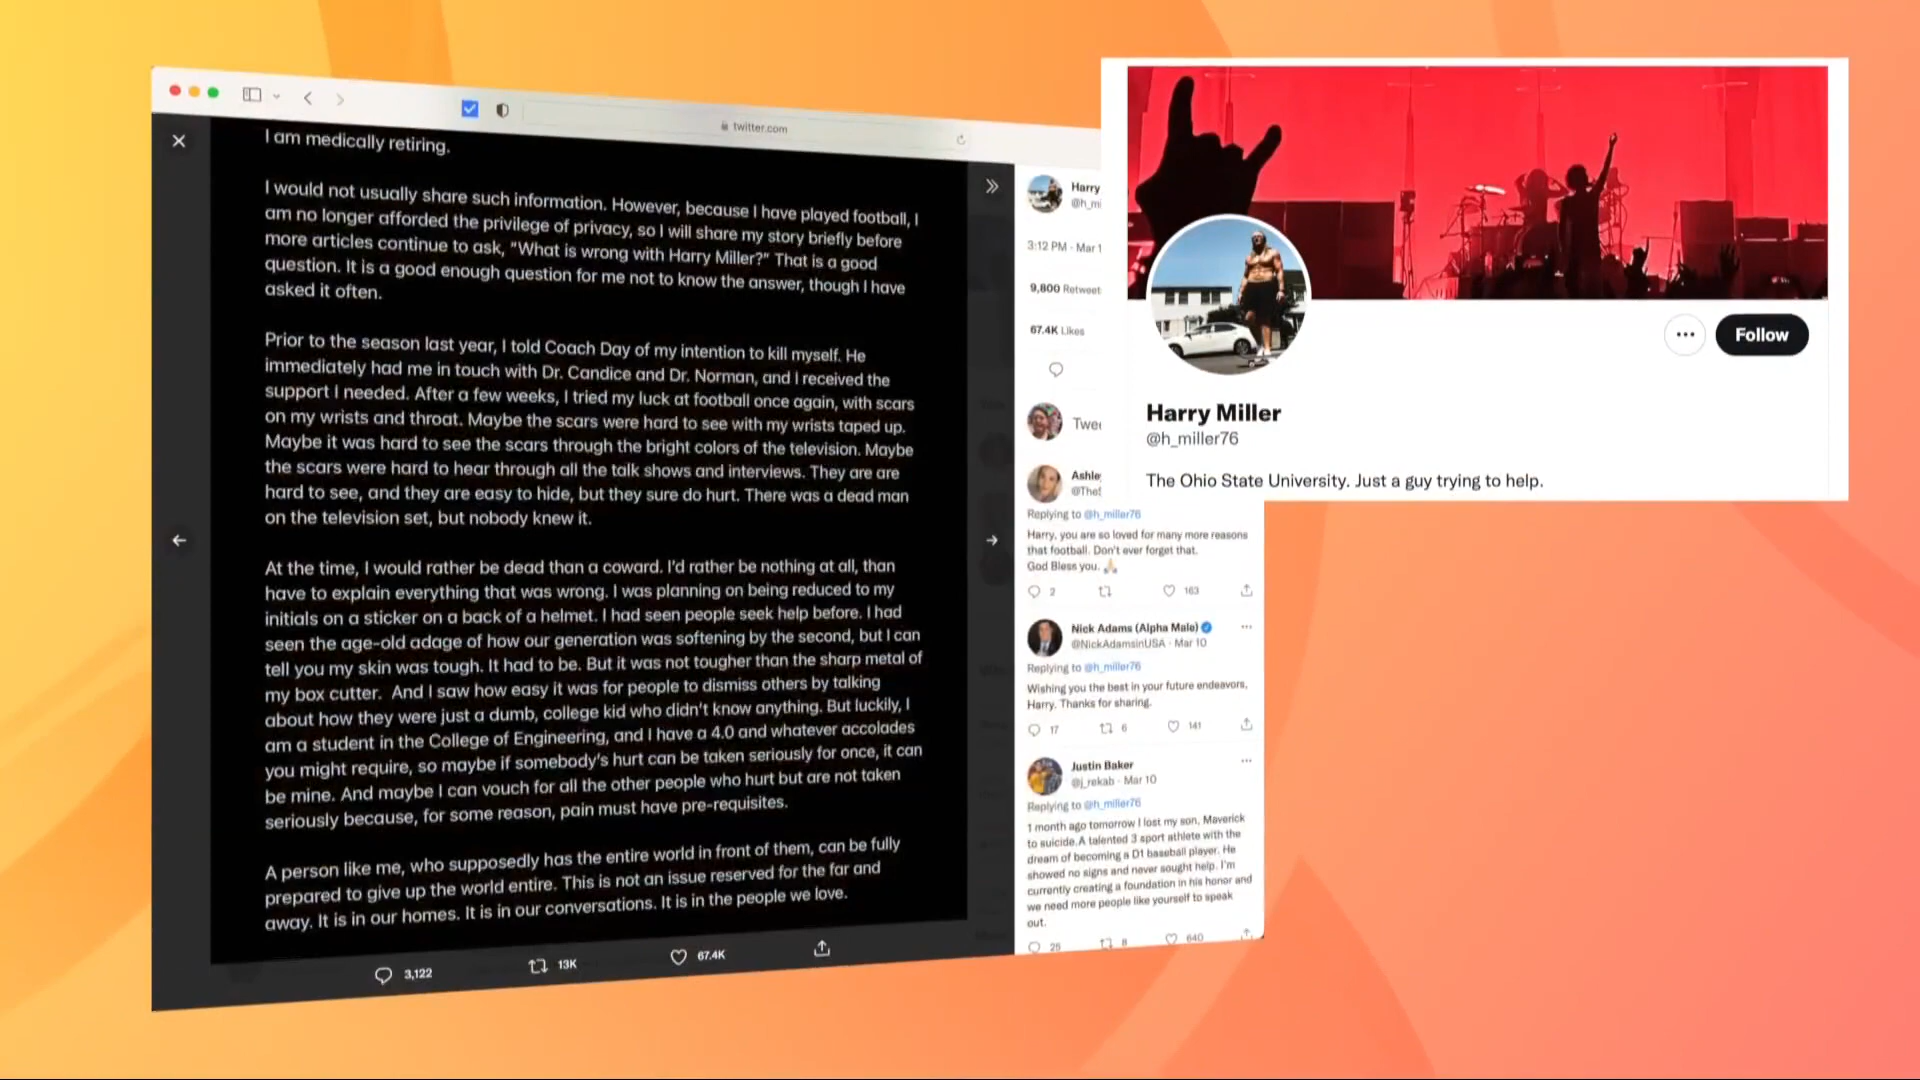 twitter.com
I am medically retiring.
I would not usually share such information. However, because I have played football, I
am no longer afforded the privilege of privacy, so I will share my story briefly before
more articles continue to ask, "What is wrong with Harry Miller?" That is a good
question. It is a good enough question for me not to know the answer, though I have
asked it often.
Prior to the season last year, I told Coach Day of my intention to kill myself. He
immediately had me in touch with Dr. Candice and Dr. Norman, and I received the
support I needed. After a few weeks, I tried my luck at football once again, with scars
on my wrists and throat. Maybe the scars were hard to see with my wrists taped up.
Maybe it was hard to see the scars through the bright colors of the television. Maybe
the scars were hard to hear through all the talk shows and interviews. They are are
hard to see, and they are easy to hide, but they sure do hurt. There was a dead man
on the television set, but nobody knew it.
At the time, I would rather be dead than a coward. I'd rather be nothing at all, than
have to explain everything that was wrong. I was planning on being reduced to my
initials on a sticker on a back of a helmet. I had seen people seek help before. I had
seen the age-old adage of how our generation was softening by the second, but I can
tell you my skin was tough. It had to be. But it was not tougher than the sharp metal of
my box cutter. And I saw how easy it was for people to dismiss others by talking
about how they were just a dumb, college kid who didn't know anything. But luckily, I
am a student in the College of Engineering, and I have a 4.0 and whatever accolades
you might require, so maybe if somebody's hurt can be taken seriously for once, it can
be mine. And maybe I can vouch for all the other people who hurt but are not taken
seriously because, for some reason, pain must have pre-requisites.
A person like me, who supposedly has the entire world in front of them, can be fully
prepared to give up the world entire. This is not an issue reserved for the far and
away. It is in our homes. It is in our conversations. It is in the people we love.
3,122
13K
67.4K
Harry
@h_mi
3:12 PM · Mar 1
9,800 Retweet
67.4K Likes
Twee
Ashle
@Thef
Replying to @h_miller76
Harry, you are so loved for many more reasons
that football. Don't ever forget that.
God Bless you. 🙏
2
163
Nick Adams (Alpha Male)
@NickAdamsinUSA · Mar 10
Replying to @h_miller76
Wishing you the best in your future endeavors,
Harry. Thanks for sharing.
17
6
141
Justin Baker
@j_rekab · Mar 10
Replying to @h_miller76
1 month ago tomorrow I lost my son, Maverick
to suicide.A talented 3 sport athlete with the
dream of becoming a D1 baseball player. He
showed no signs and never sought help. I'm
currently creating a foundation in his honor and
we need more people like yourself to speak
out.
25
8
640
Follow
Harry Miller
@h_miller76
The Ohio State University. Just a guy trying to help.